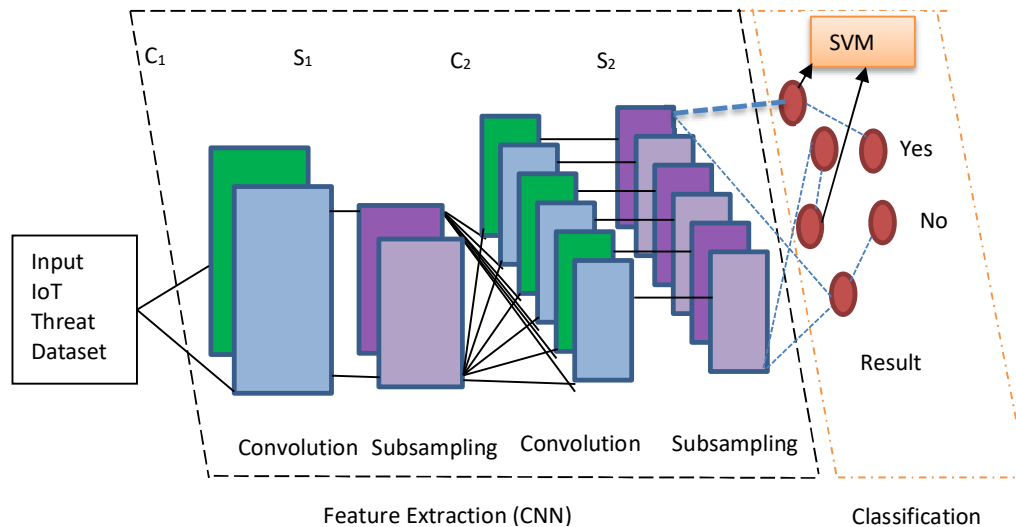 SVM
C₁
S₁
C₂
S₂
Yes
No
Input
IoT
Threat
Dataset
Result
Convolution
Subsampling
Convolution
Subsampling
Feature Extraction (CNN)
Classification